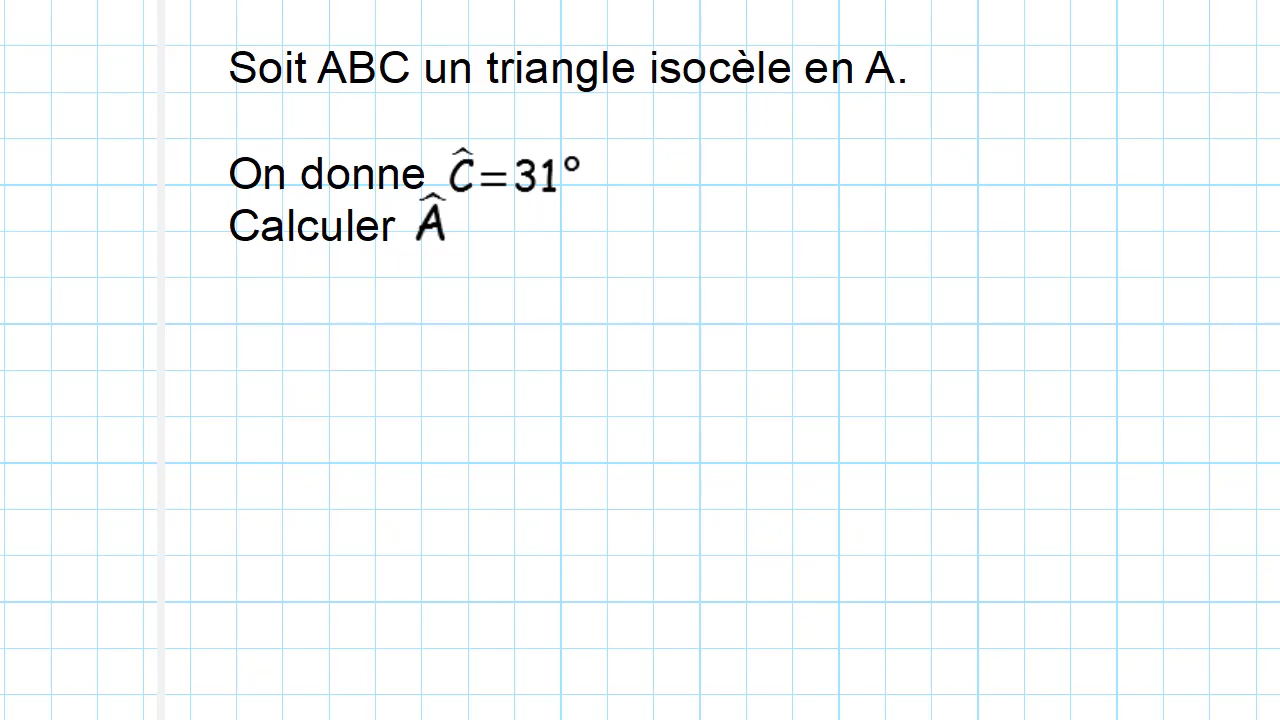 Soit ABC un triangle isocèle en A.
On donne Ĉ=31°
Calculer Â